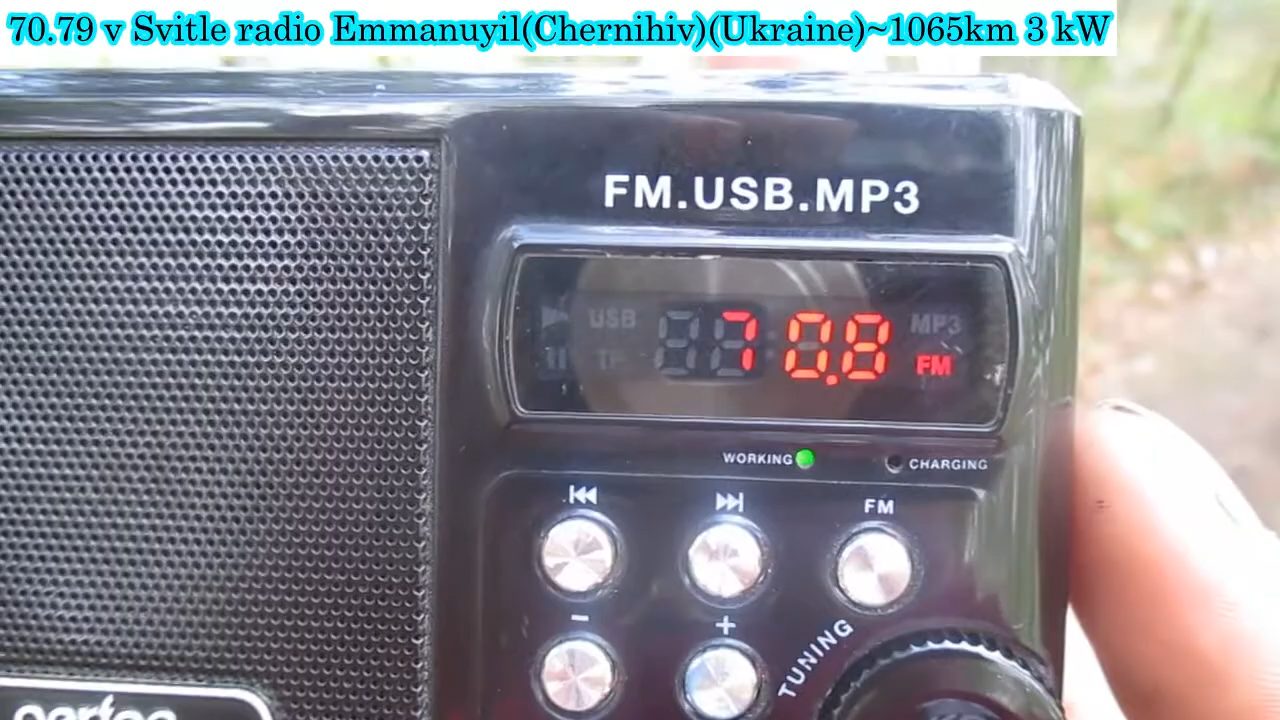 70.79 v Svitle radio Emmanuyil(Chernihiv)(Ukraine)~1065km 3 kW
FM.USB.MP3
USB 70.8 MP3
TF FM
WORKING CHARGING
FM
- +
TUNING